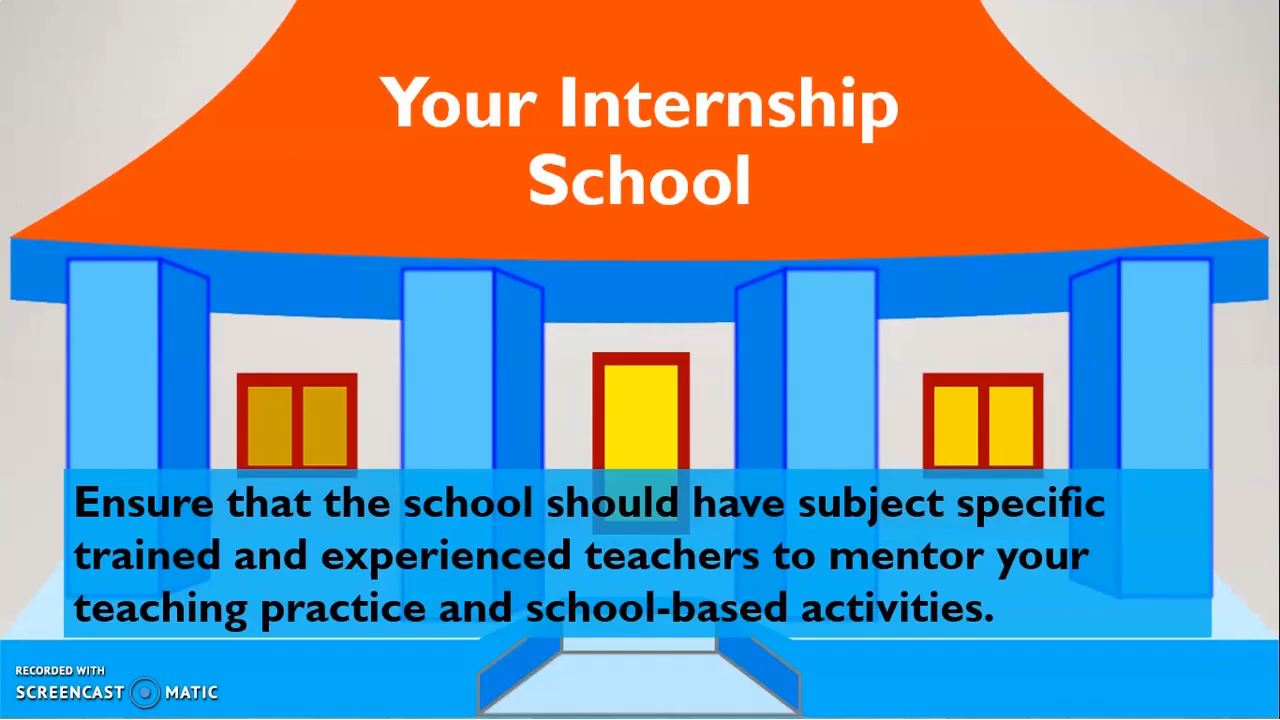 Your Internship
School
Ensure that the school should have subject specific
trained and experienced teachers to mentor your
teaching practice and school-based activities.
RECORDED WITH
SCREENCAST MATIC